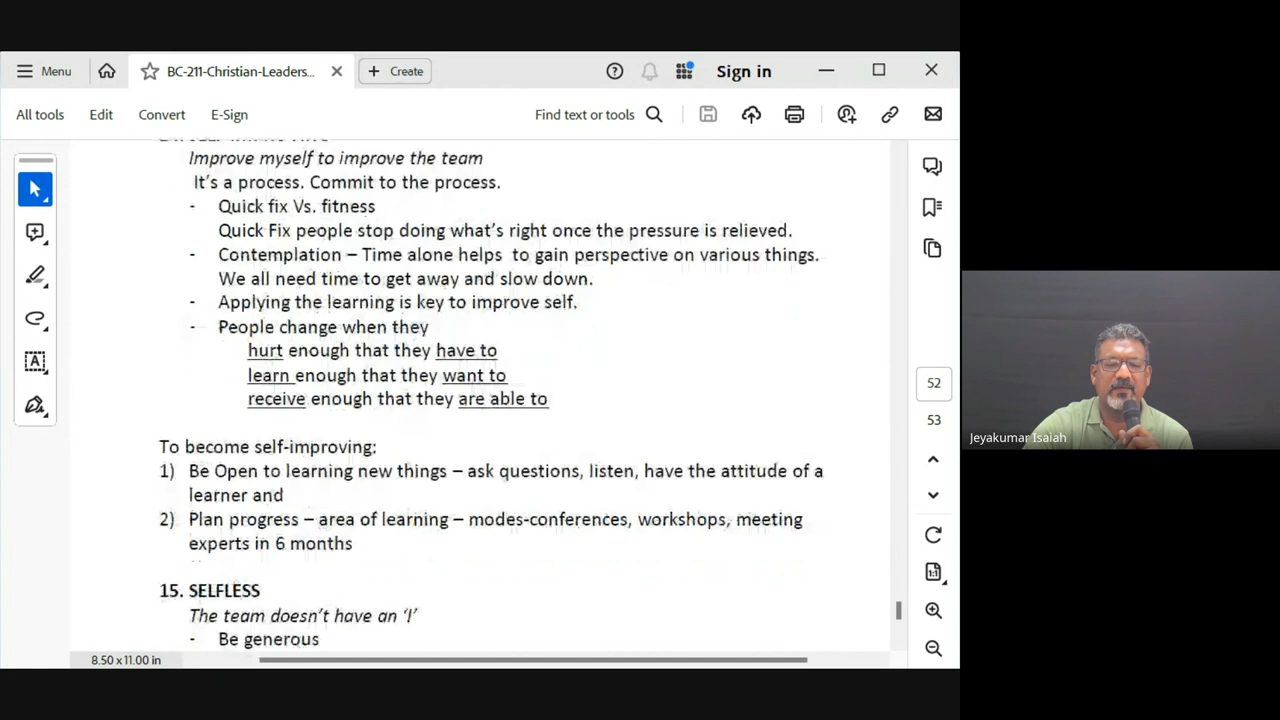 Menu
BC-211-Christian-Leaders...
Create
Sign in
All tools
Edit
Convert
E-Sign
Find text or tools
Improve myself to improve the team
It's a process. Commit to the process.
- Quick fix Vs. fitness
Quick Fix people stop doing what's right once the pressure is relieved.
- Contemplation – Time alone helps to gain perspective on various things.
We all need time to get away and slow down.
- Applying the learning is key to improve self.
- People change when they
hurt enough that they have to
learn enough that they want to
receive enough that they are able to
To become self-improving:
1) Be Open to learning new things – ask questions, listen, have the attitude of a
learner and
2) Plan progress – area of learning – modes-conferences, workshops, meeting
experts in 6 months
15. SELFLESS
The team doesn't have an 'I'
- Be generous
8.50 x 11.00 in
52
53
1:1
Jeyakumar Isaiah